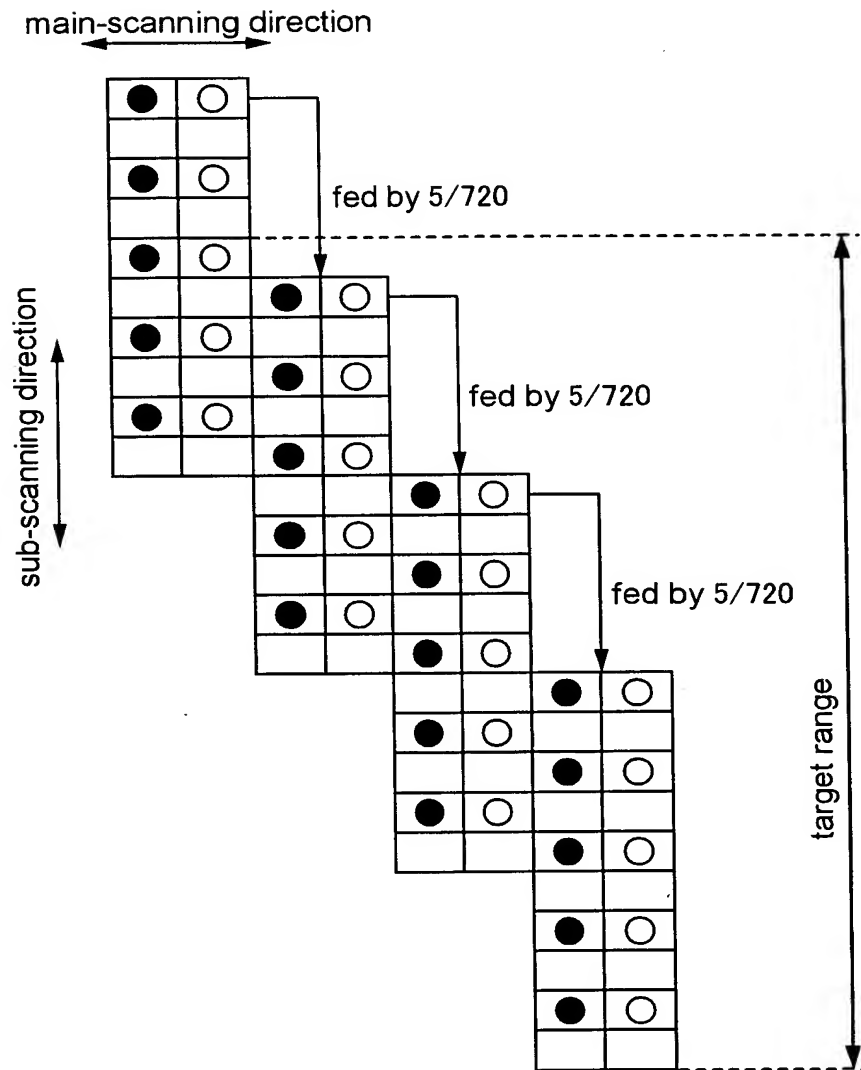 main-scanning direction
fed by 5/720
sub-scanning direction
fed by 5/720
fed by 5/720
target range